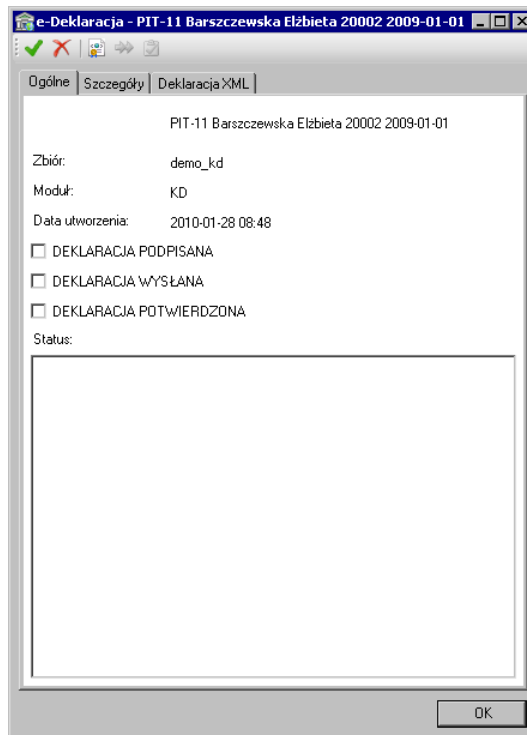 e-Deklaracja - PIT-11 Barszczewska Elżbieta 20002 2009-01-01
Ogólne Szczegóły Deklaracja XML
PIT-11 Barszczewska Elżbieta 20002 2009-01-01
Zbiór: demo_kd
Moduł: KD
Data utworzenia: 2010-01-28 08:48
DEKLARACJA PODPISANA
DEKLARACJA WYSŁANA
DEKLARACJA POTWIERDZONA
Status:
OK